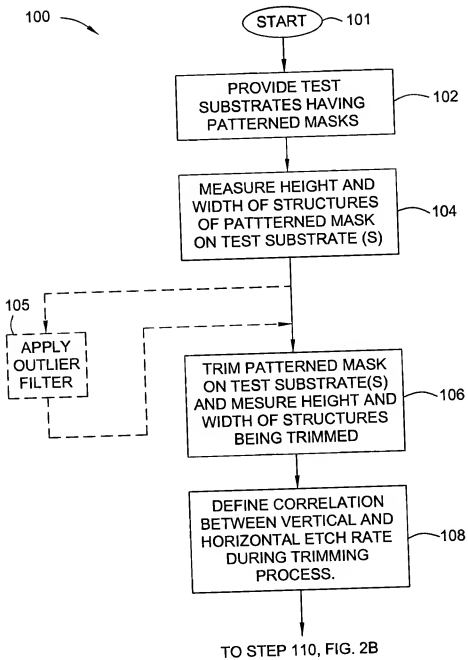 100
START
101
PROVIDE TEST
SUBSTRATES HAVING
PATTERNED MASKS
102
MEASURE HEIGHT AND
WIDTH OF STRUCTURES
OF PATTTERNED MASK
ON TEST SUBSTRATE (S)
104
105
APPLY
OUTLIER
FILTER
TRIM PATTERNED MASK
ON TEST SUBSTRATE(S)
AND MESURE HEIGHT AND
WIDTH OF STRUCTURES
BEING TRIMMED
106
DEFINE CORRELATION
BETWEEN VERTICAL AND
HORIZONTAL ETCH RATE
DURING TRIMMING
PROCESS.
108
TO STEP 110, FIG. 2B